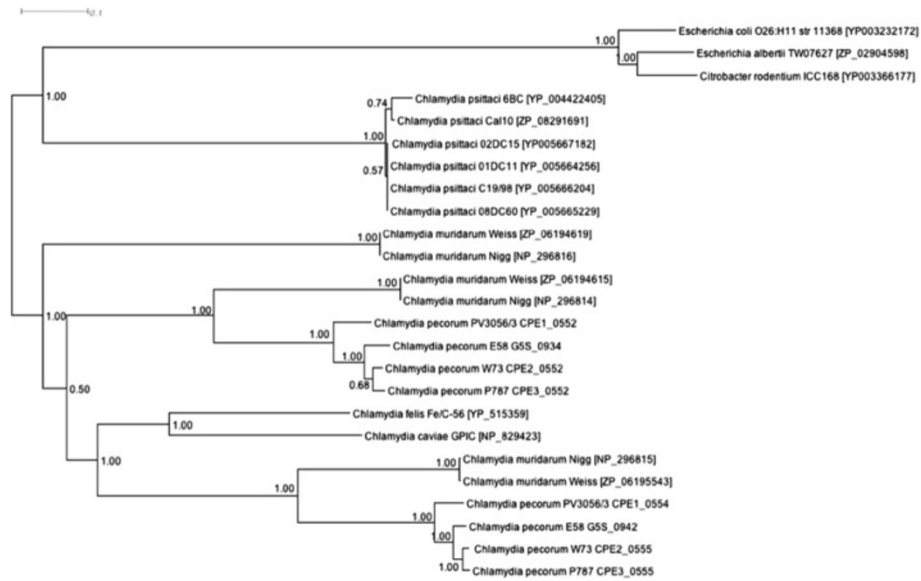 0.1
Escherichia coli O26:H11 str 11368 [YP003232172]
1.00
Escherichia albertii TW07627 [ZP_02904598]
1.00
Citrobacter rodentium ICC168 [YP003366177]
1.00
Chlamydia psittaci 6BC [YP_004422405]
0.74
Chlamydia psittaci Cal10 [ZP_08291691]
1.00
Chlamydia psittaci 02DC15 [YP005667182]
Chlamydia psittaci 01DC11 [YP_005664256]
0.57
Chlamydia psittaci C19/98 [YP_005666204]
Chlamydia psittaci 08DC60 [YP_005665229]
Chlamydia muridarum Weiss [ZP_06194619]
1.00
Chlamydia muridarum Nigg [NP_296816]
Chlamydia muridarum Weiss [ZP_06194615]
1.00
Chlamydia muridarum Nigg [NP_296814]
1.00
1.00
Chlamydia pecorum PV3056/3 CPE1_0552
1.00
Chlamydia pecorum E58 G5S_0934
1.00
Chlamydia pecorum W73 CPE2_0552
0.68
Chlamydia pecorum P787 CPE3_0552
0.50
Chlamydia felis Fe/C-56 [YP_515359]
1.00
Chlamydia caviae GPIC [NP_829423]
1.00
Chlamydia muridarum Nigg [NP_296815]
1.00
Chlamydia muridarum Weiss [ZP_06195543]
1.00
Chlamydia pecorum PV3056/3 CPE1_0554
1.00
Chlamydia pecorum E58 G5S_0942
1.00
Chlamydia pecorum W73 CPE2_0555
1.00
Chlamydia pecorum P787 CPE3_0555